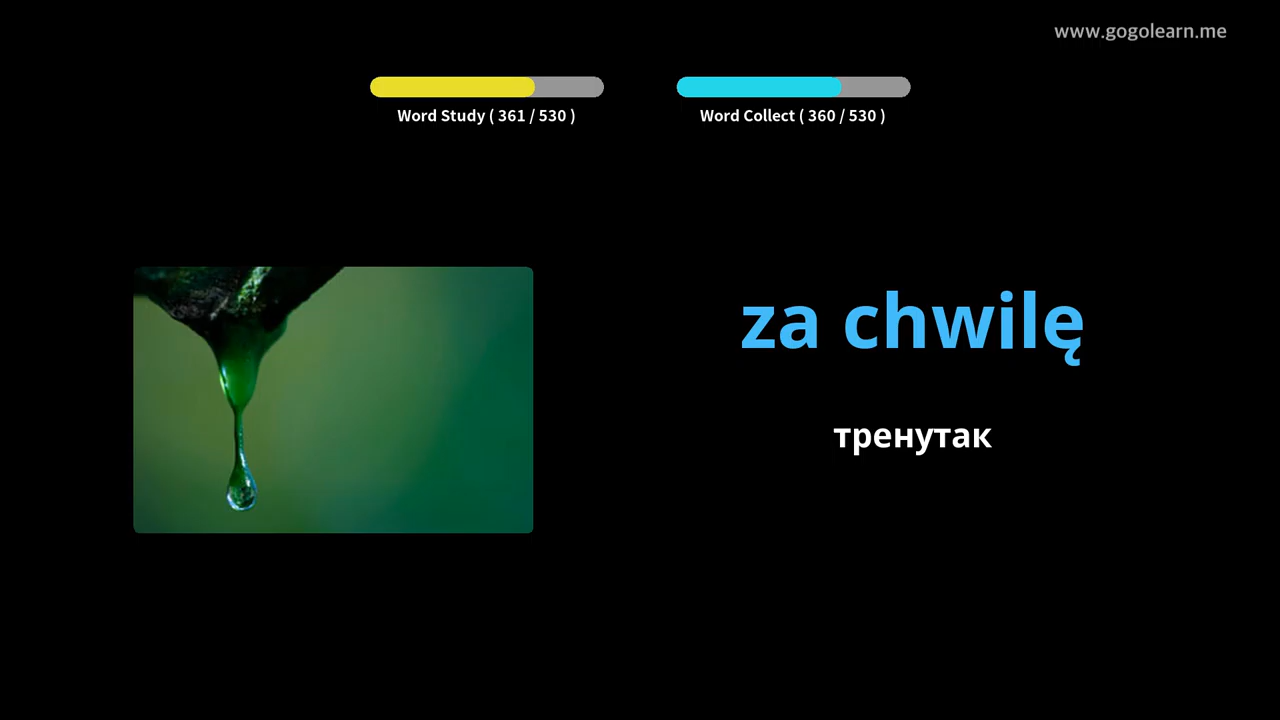 www.gogolearn.me
Word Study ( 361 / 530 )
Word Collect ( 360 / 530 )
za chwilę
тренутак